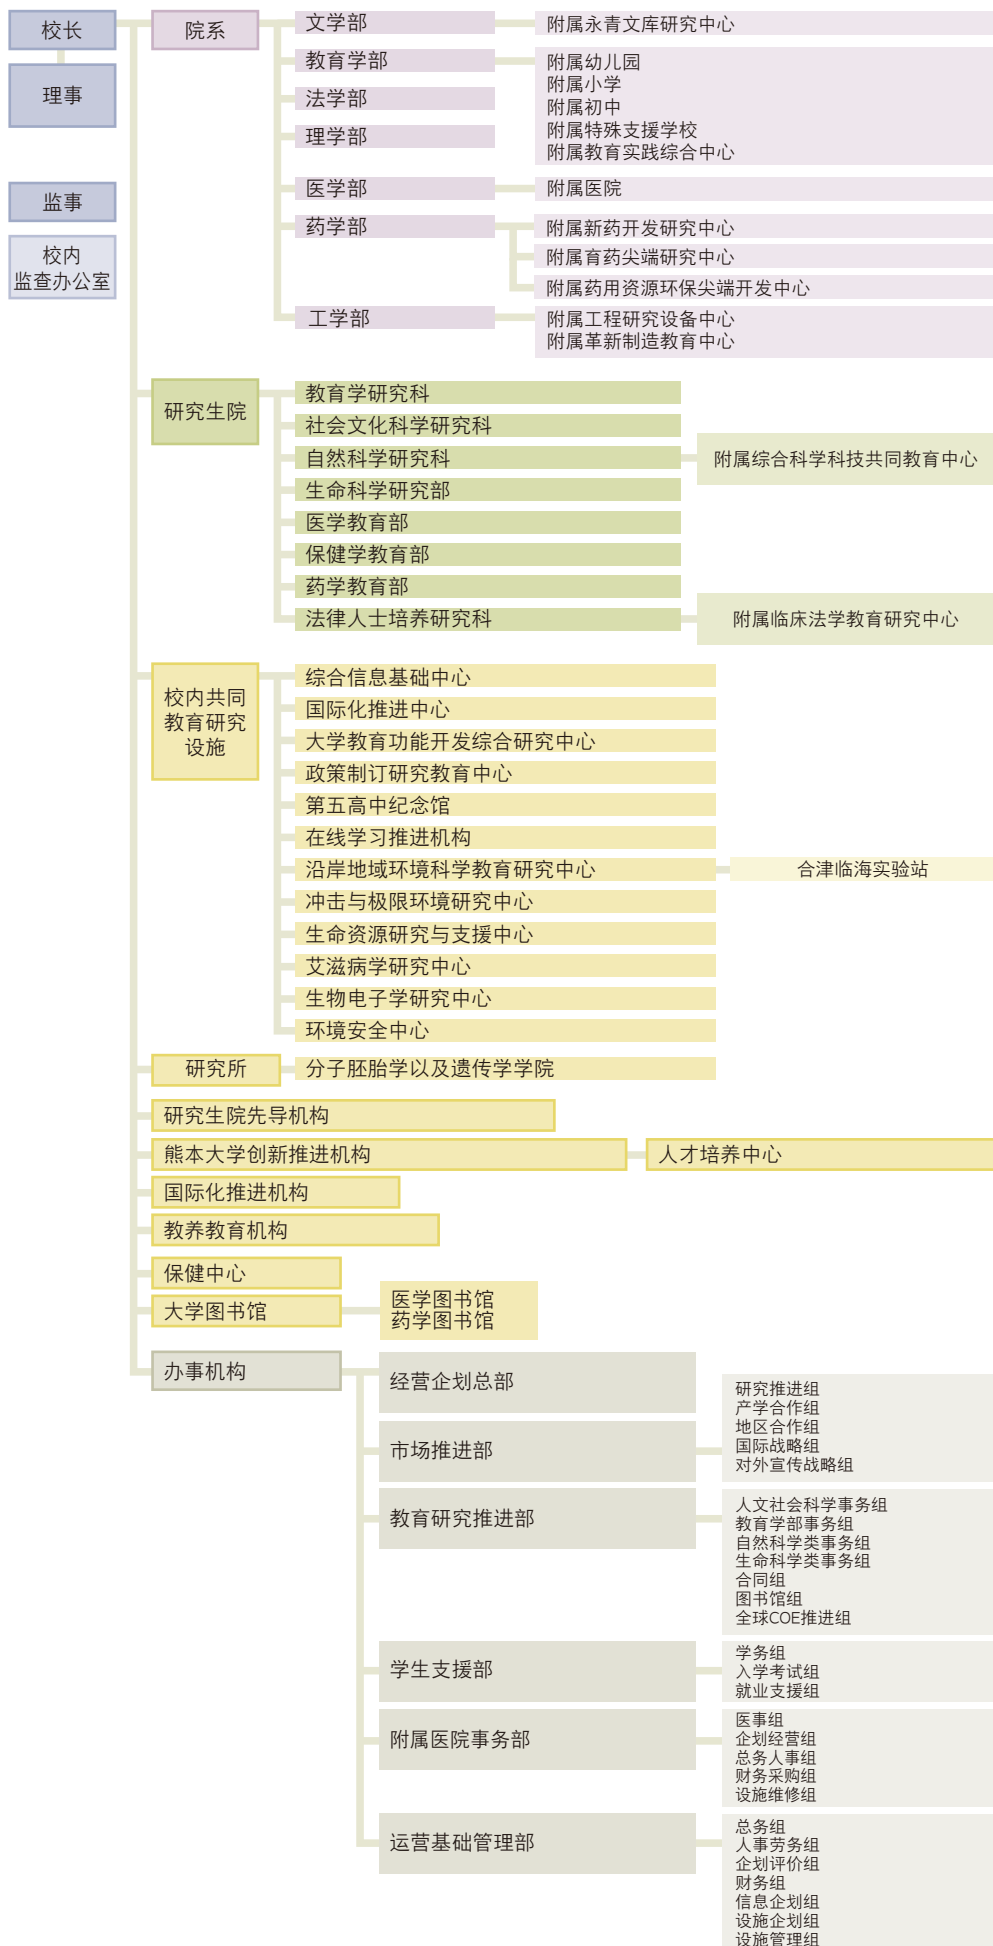 校长
理事
监事
校内
监查办公室
院系
文学部
附属永青文库研究中心
教育学部
附属幼儿园
附属小学
附属初中
附属特殊支援学校
附属教育实践综合中心
法学部
理学部
医学部
附属医院
药学部
附属新药开发研究中心
附属育药尖端研究中心
附属药用资源环保尖端开发中心
工学部
附属工程研究设备中心
附属革新制造教育中心
研究生院
教育学研究科
社会文化科学研究科
自然科学研究科
附属综合科学科技共同教育中心
生命科学研究部
医学教育部
保健学教育部
药学教育部
法律人士培养研究科
附属临床法学教育研究中心
校内共同
教育研究
设施
综合信息基础中心
国际化推进中心
大学教育功能开发综合研究中心
政策制订研究教育中心
第五高中纪念馆
在线学习推进机构
沿岸地域环境科学教育研究中心
合津临海实验站
冲击与极限环境研究中心
生命资源研究与支援中心
艾滋病学研究中心
生物电子学研究中心
环境安全中心
研究所
分子胚胎学以及遗传学学院
研究生院先导机构
熊本大学创新推进机构
人才培养中心
国际化推进机构
教养教育机构
保健中心
大学图书馆
医学图书馆
药学图书馆
办事机构
经营企划总部
市场推进部
研究推进组
产学合作组
地区合作组
国际战略组
对外宣传战略组
教育研究推进部
人文社会科学事务组
教育学部事务组
自然科学类事务组
生命科学类事务组
合同组
图书馆组
全球COE推进组
学生支援部
学务组
入学考试组
就业支援组
附属医院事务部
医事组
企划经营组
总务人事组
财务采购组
设施维修组
运营基础管理部
总务组
人事劳务组
企划评价组
财务组
信息企划组
设施企划组
设施管理组